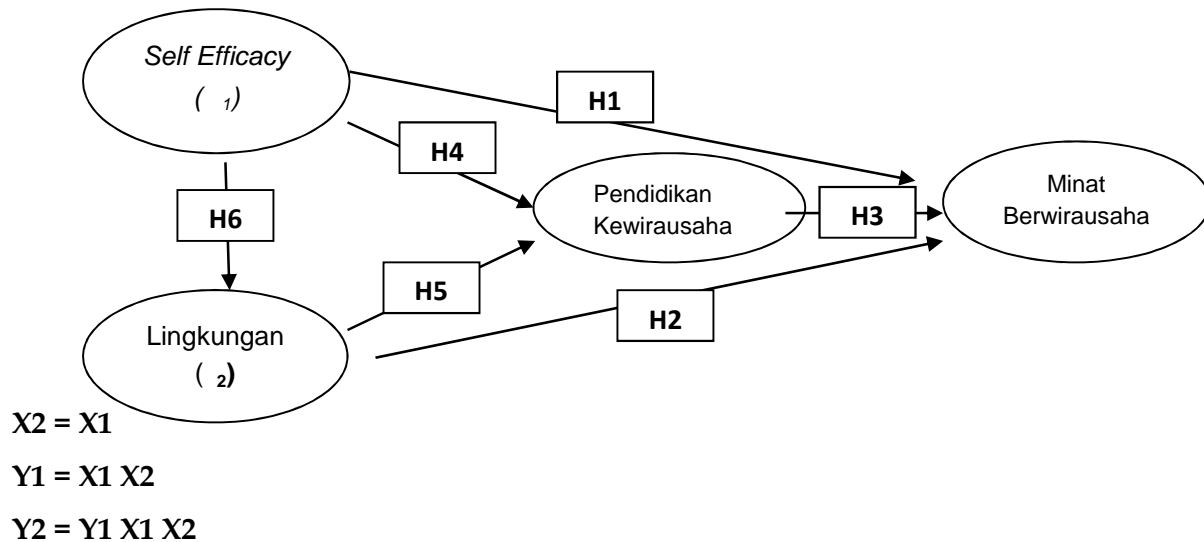 Self Efficacy
( 1)
H1
H4
H6
Pendidikan
Kewirausaha
H3
Minat
Berwirausaha
H5
H2
Lingkungan
( 2)
X2 = X1
Y1 = X1 X2
Y2 = Y1 X1 X2